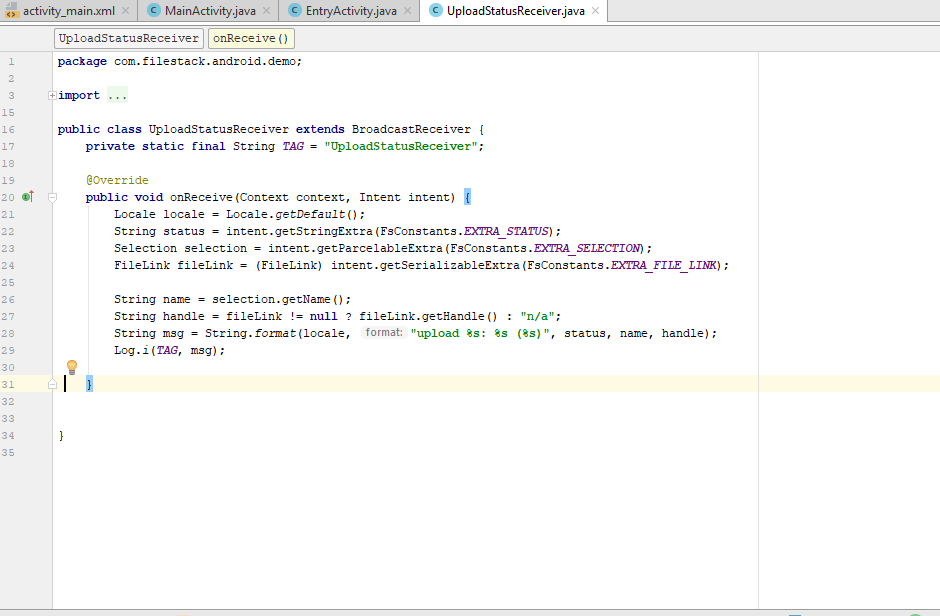 activity_main.xml MainActivity.java EntryActivity.java UploadStatusReceiver.java
UploadStatusReceiver onReceive()
1 package com.filestack.android.demo;
2
3 import ...
15
16 public class UploadStatusReceiver extends BroadcastReceiver {
17 private static final String TAG = "UploadStatusReceiver";
18
19 @Override
20 public void onReceive(Context context, Intent intent) {
21 Locale locale = Locale.getDefault();
22 String status = intent.getStringExtra(FsConstants.EXTRA_STATUS);
23 Selection selection = intent.getParcelableExtra(FsConstants.EXTRA_SELECTION);
24 FileLink fileLink = (FileLink) intent.getSerializableExtra(FsConstants.EXTRA_FILE_LINK);
25
26 String name = selection.getName();
27 String handle = fileLink != null ? fileLink.getHandle() : "n/a";
28 String msg = String.format(locale, format: "upload %s: %s (%s)", status, name, handle);
29 Log.i(TAG, msg);
30
31 }
32
33
34 }
35